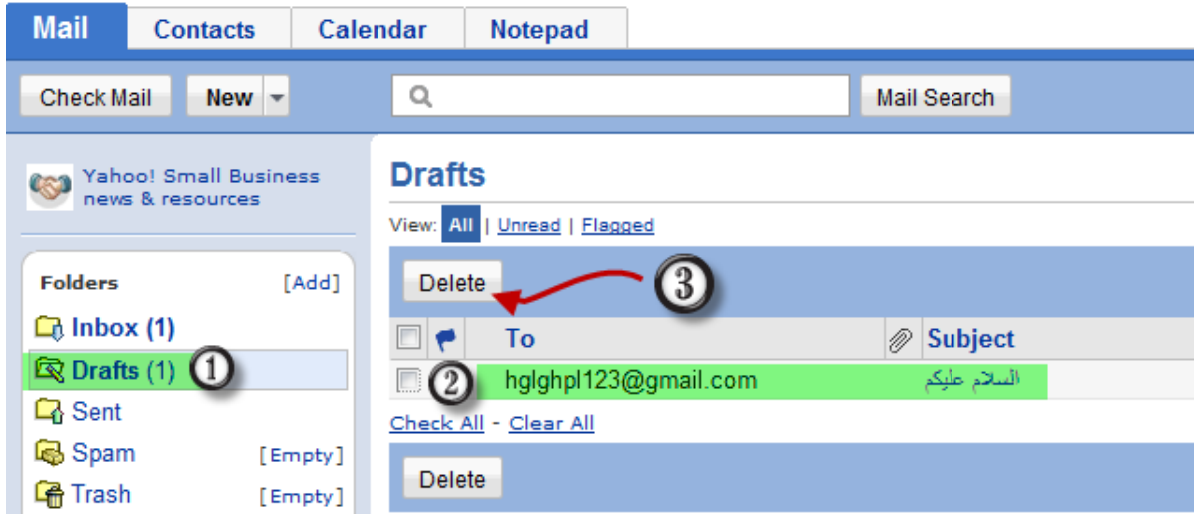 Mail Contacts Calendar Notepad
Check Mail New Mail Search
Yahoo! Small Business
news & resources
Folders [Add]
Inbox (1)
Drafts (1) 1
Sent
Spam [Empty]
Trash [Empty]
Drafts
View: All | Unread | Flagged
Delete 3
To Subject
2 hglghpl123@gmail.com السلام عليكم
Check All - Clear All
Delete